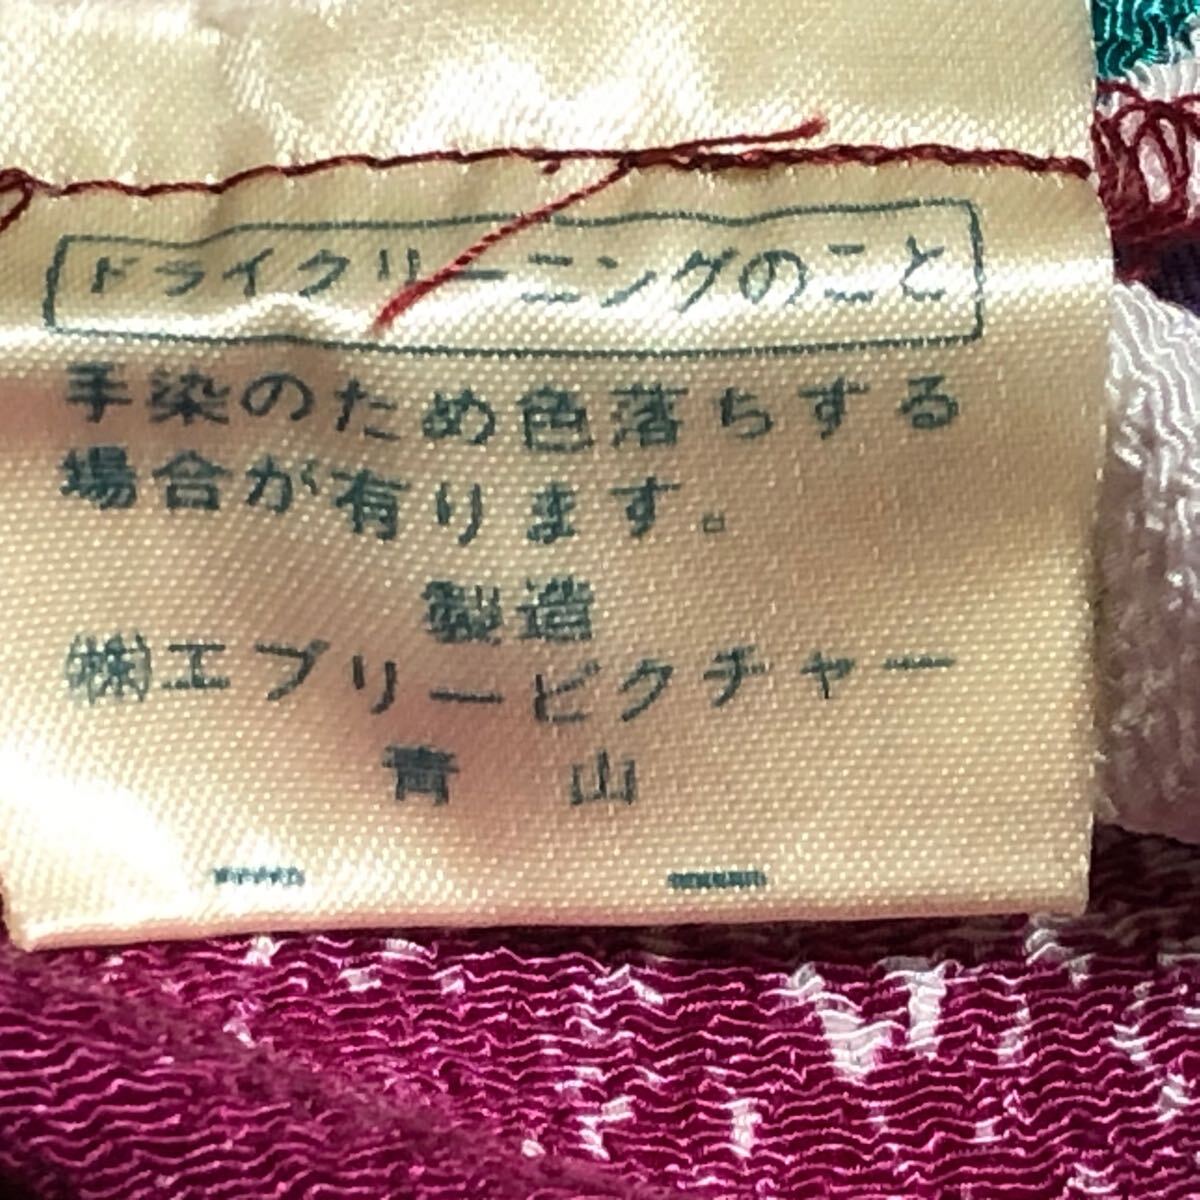 ドライクリーニングのこと
手染のため色落ちする
場合が有ります。
製造
㈱エブリーピクチャー
青 山